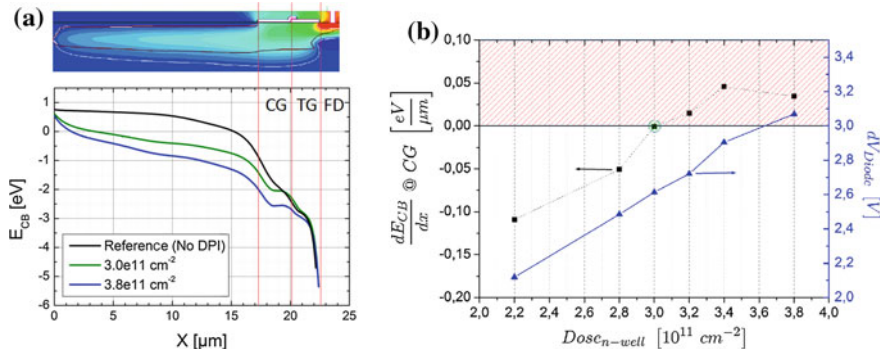 (a)
CG TG FD
E_CB [eV]
1
0
-1
-2
-3
-4
-5
-6
Reference (No DPI)
3.0e11 cm⁻²
3.8e11 cm⁻²
0 5 10 15 20 25
X [µm]
(b)
dE_CB/dx @ CG [eV/µm]
0,10
0,05
0,00
-0,05
-0,10
-0,15
-0,20
3,4
3,2
3,0
2,8
2,6
2,4
2,2
2,0
dV_Diode [V]
2,0 2,2 2,4 2,6 2,8 3,0 3,2 3,4 3,6 3,8 4,0
Dose_n-well [10¹¹ cm⁻²]